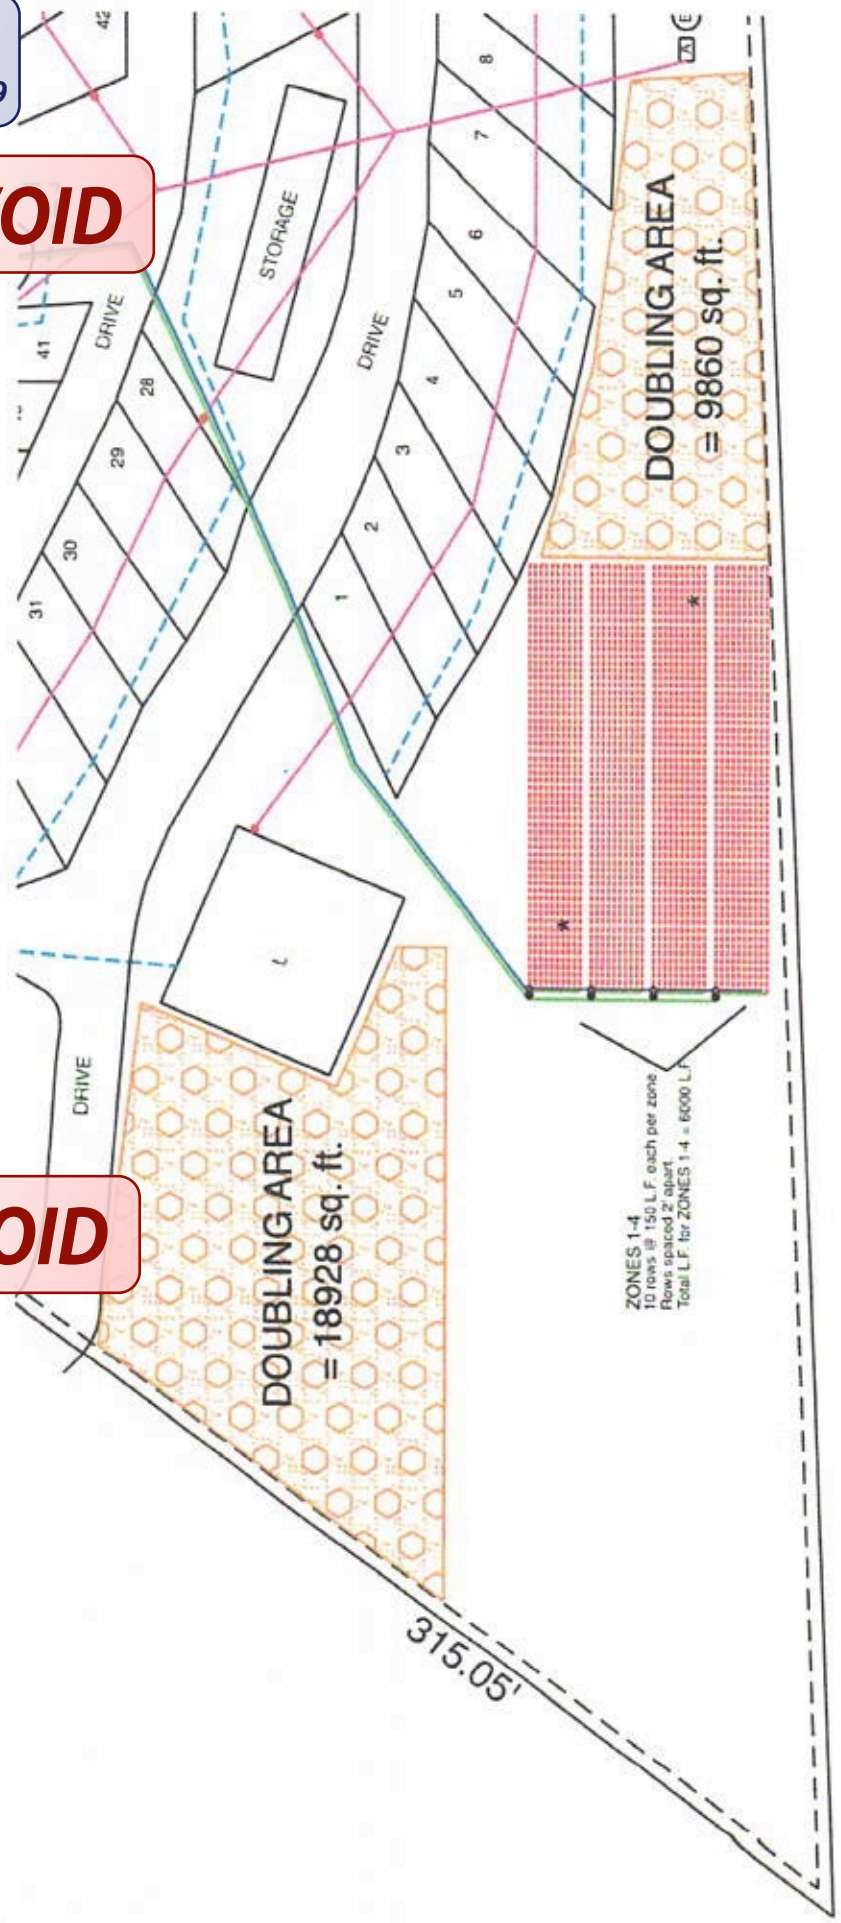 42
9
VOID
STORAGE
DRIVE
41
28
29
30
31
DRIVE
8
7
6
5
4
3
2
1
A
E
DOUBLING AREA
= 9860 sq. ft.
*
*
L
DRIVE
OID
DOUBLING AREA
= 18928 sq. ft.
ZONES 1-4
10 rows @ 150 L.F. each per zone
Rows spaced 2' apart
Total L.F. for ZONES 1-4 = 6000 L.F
315.05'